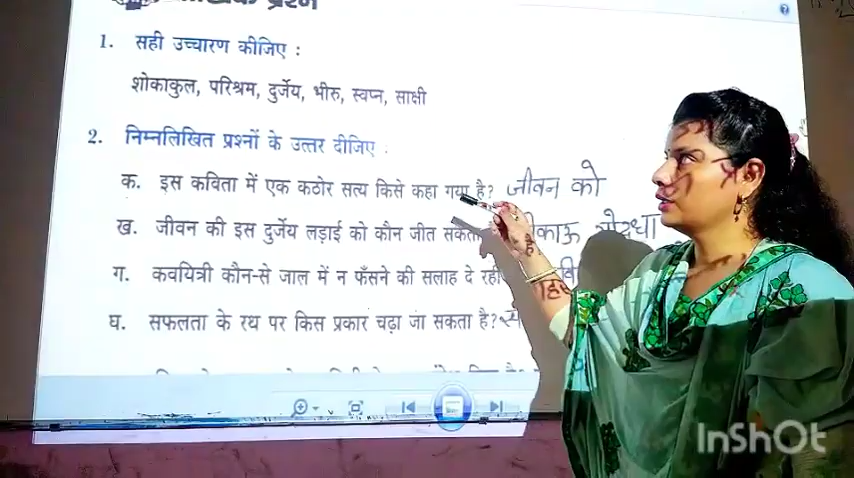 प्रश्न
1. सही उच्चारण कीजिए :
शोकाकुल, परिश्रम, दुर्जेय, भीरु, स्वप्न, साक्षी
2. निम्नलिखित प्रश्नों के उत्तर दीजिए :
क. इस कविता में एक कठोर सत्य किसे कहा गया है? जीवन को
ख. जीवन की इस दुर्जेय लड़ाई को कौन जीत सकता
ग. कवयित्री कौन-से जाल में न फँसने की सलाह दे रही
घ. सफलता के रथ पर किस प्रकार चढ़ा जा सकता है?
InShOt